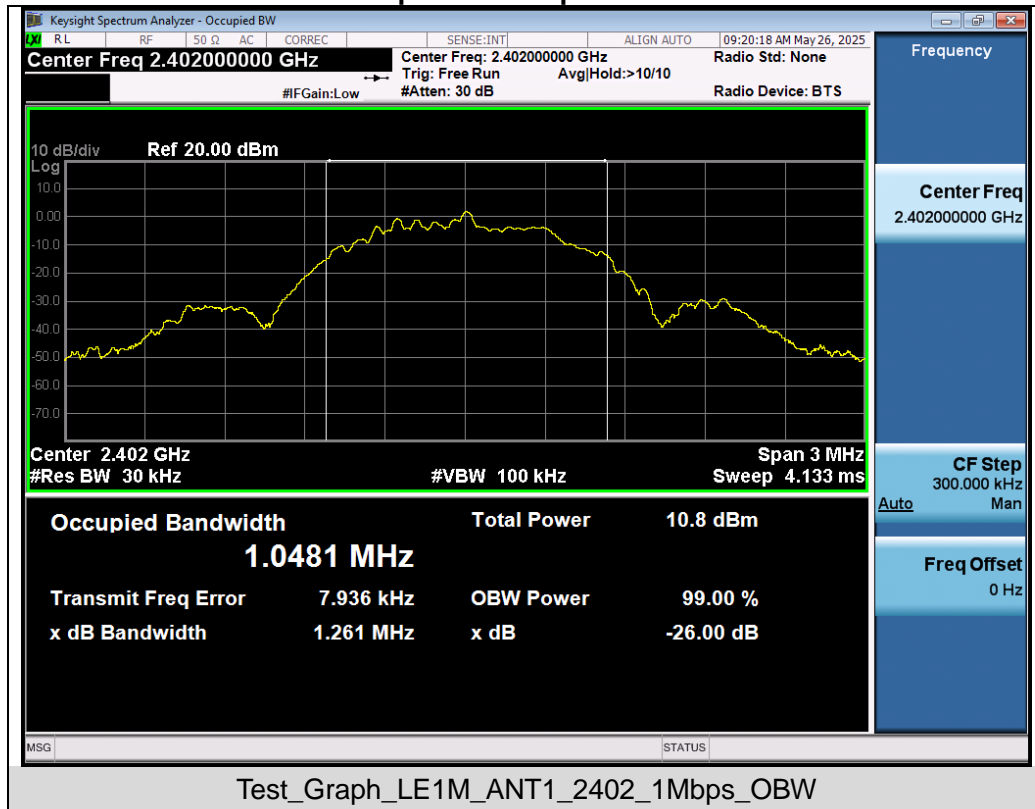 Keysight Spectrum Analyzer - Occupied BW
LXI RL RF 50 Ω AC CORREC SENSE:INT ALIGN AUTO 09:20:18 AM May 26, 2025
Center Freq 2.402000000 GHz
Center Freq: 2.402000000 GHz
Radio Std: None
Trig: Free Run Avg|Hold:>10/10
#IFGain:Low
#Atten: 30 dB
Radio Device: BTS
10 dB/div Ref 20.00 dBm
Log
10.0
0.00
-10.0
-20.0
-30.0
-40.0
-50.0
-60.0
-70.0
Center 2.402 GHz Span 3 MHz
#Res BW 30 kHz #VBW 100 kHz Sweep 4.133 ms
Occupied Bandwidth Total Power 10.8 dBm
1.0481 MHz
Transmit Freq Error 7.936 kHz OBW Power 99.00 %
x dB Bandwidth 1.261 MHz x dB -26.00 dB
MSG STATUS
Frequency
Center Freq
2.402000000 GHz
CF Step
300.000 kHz
Auto Man
Freq Offset
0 Hz
Test_Graph_LE1M_ANT1_2402_1Mbps_OBW